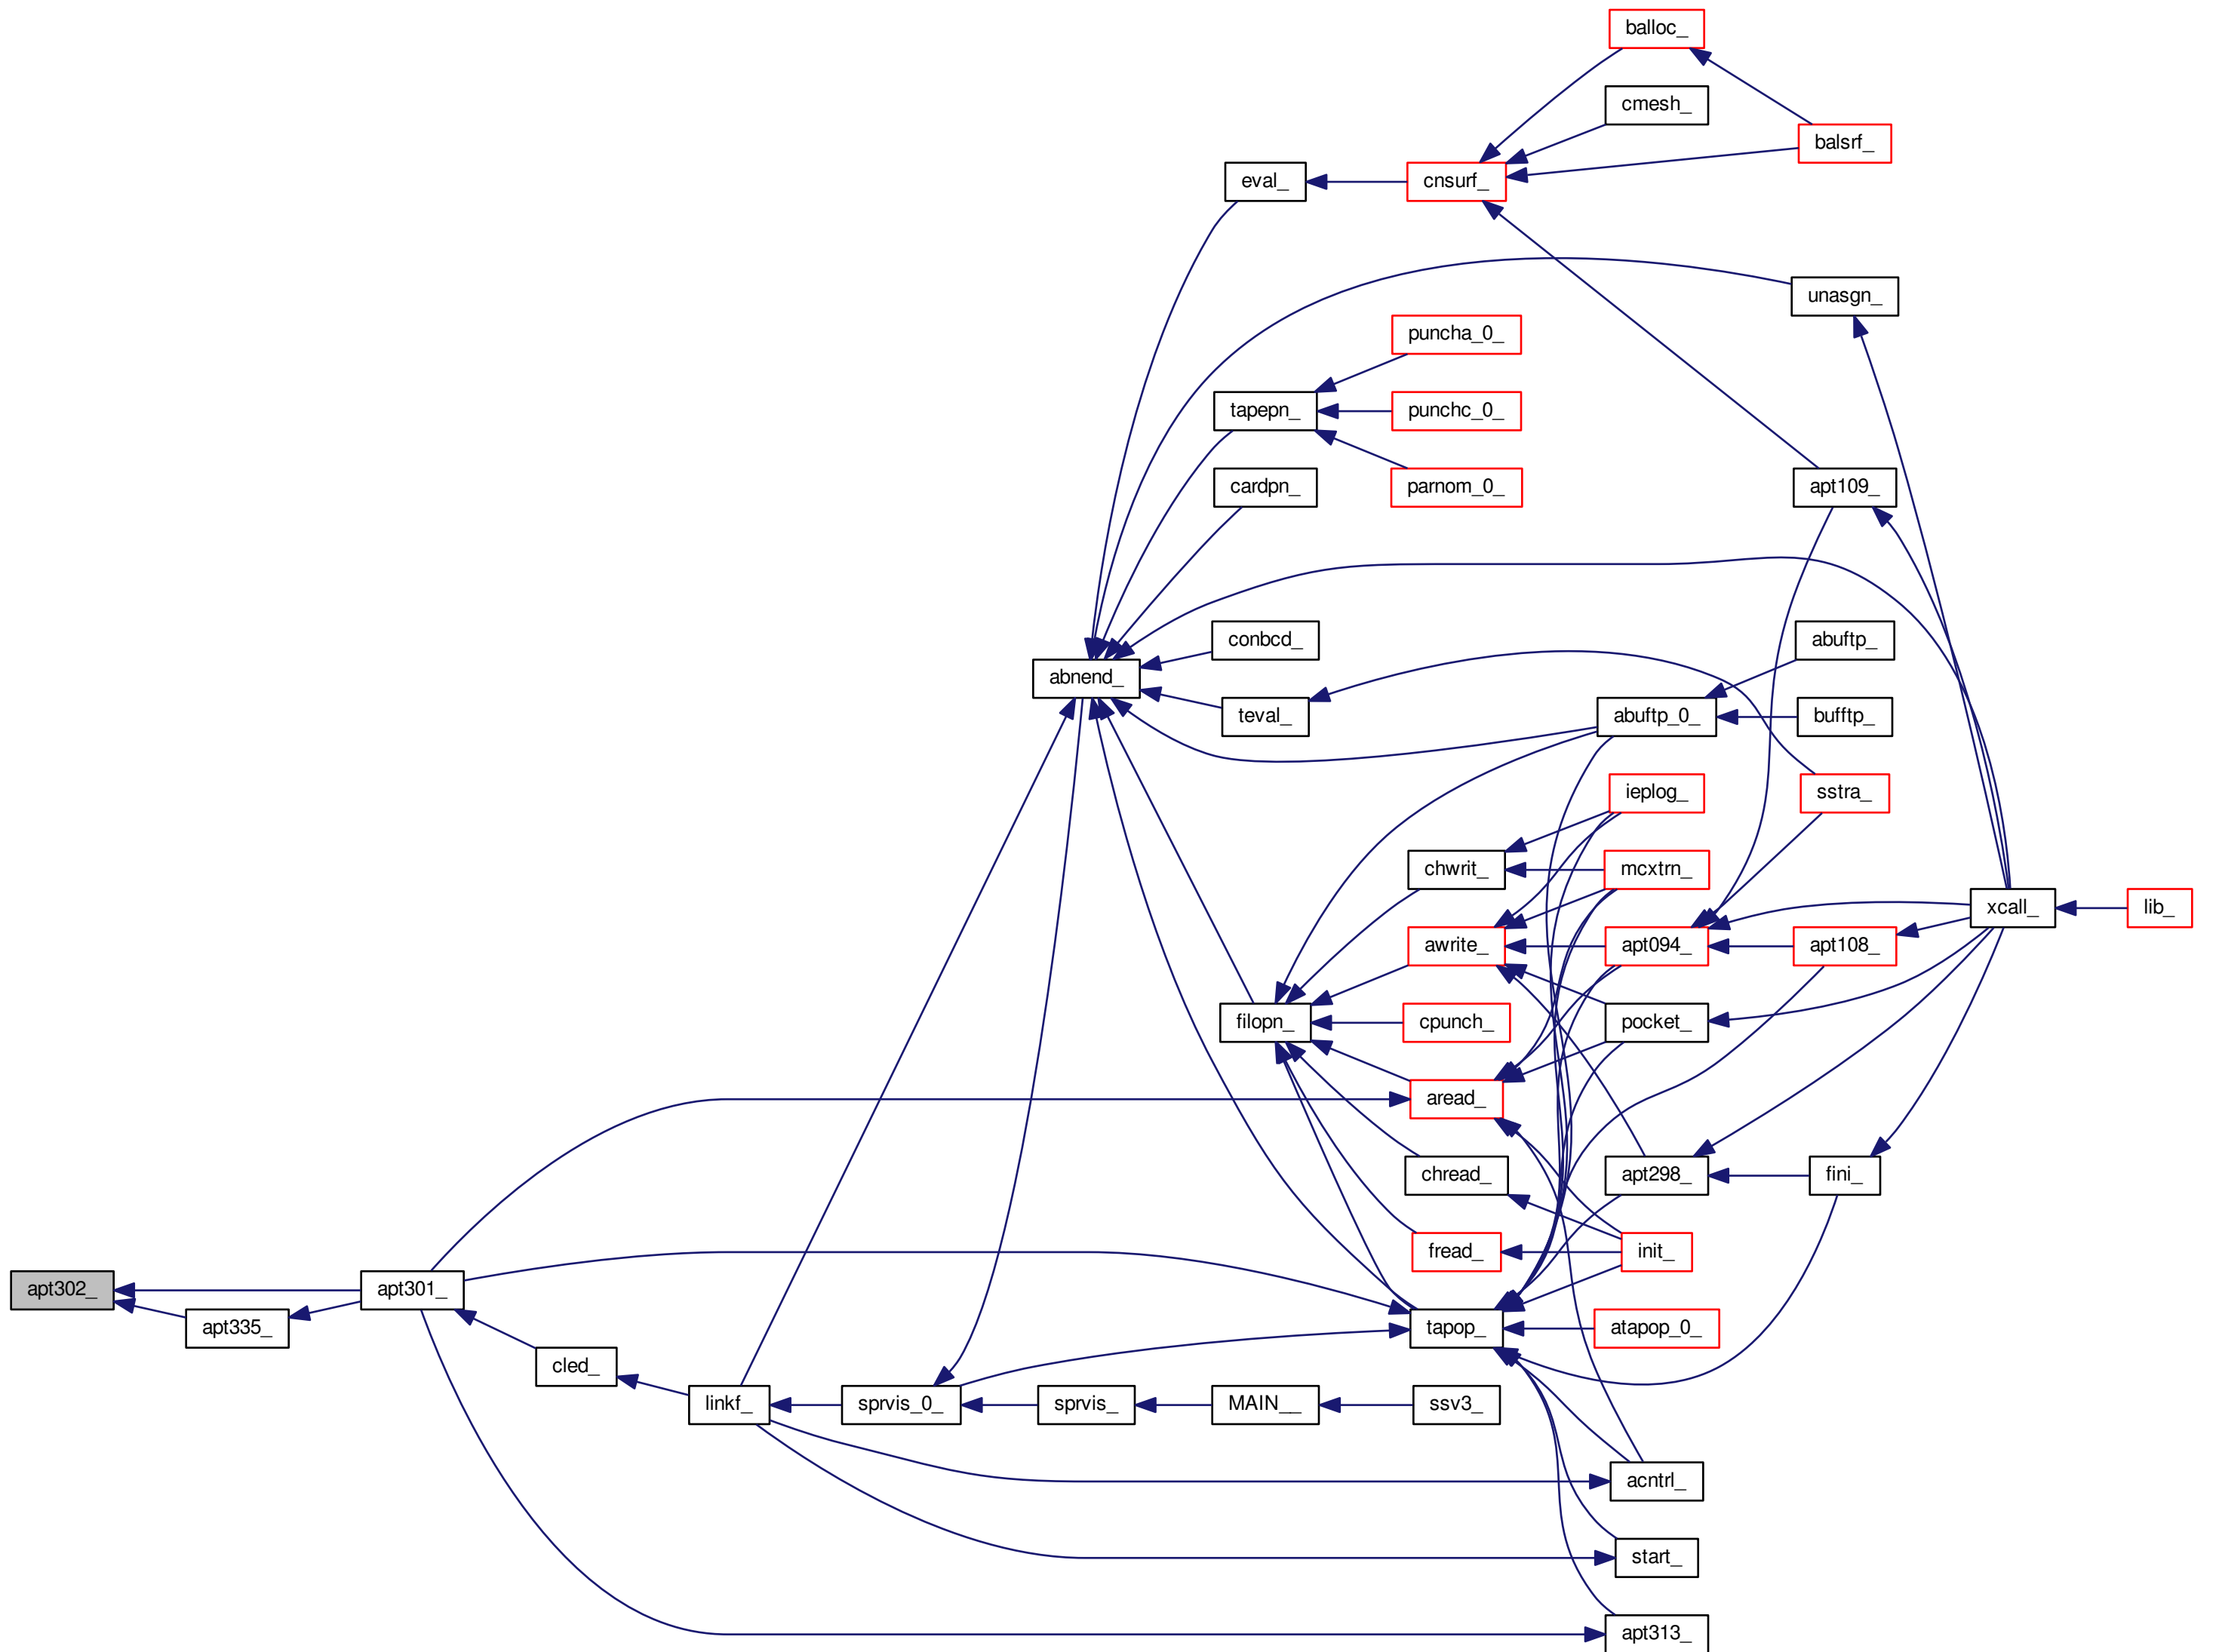 balloc_
cmesh_
balsrf_
eval_
cnsurf_
unasgn_
puncha_0_
tapepn_
punchc_0_
cardpn_
parnom_0_
apt109_
conbcd_
abuftp_
abnend_
teval_
abuftp_0_
bufftp_
ieplog_
sstra_
chwrit_
mcxtrn_
xcall_
lib_
awrite_
apt094_
apt108_
filopn_
cpunch_
pocket_
aread_
chread_
apt298_
fini_
fread_
init_
apt302_
apt301_
apt335_
tapop_
atapop_0_
cled_
linkf_
sprvis_0_
sprvis_
MAIN__
ssv3_
acntrl_
start_
apt313_